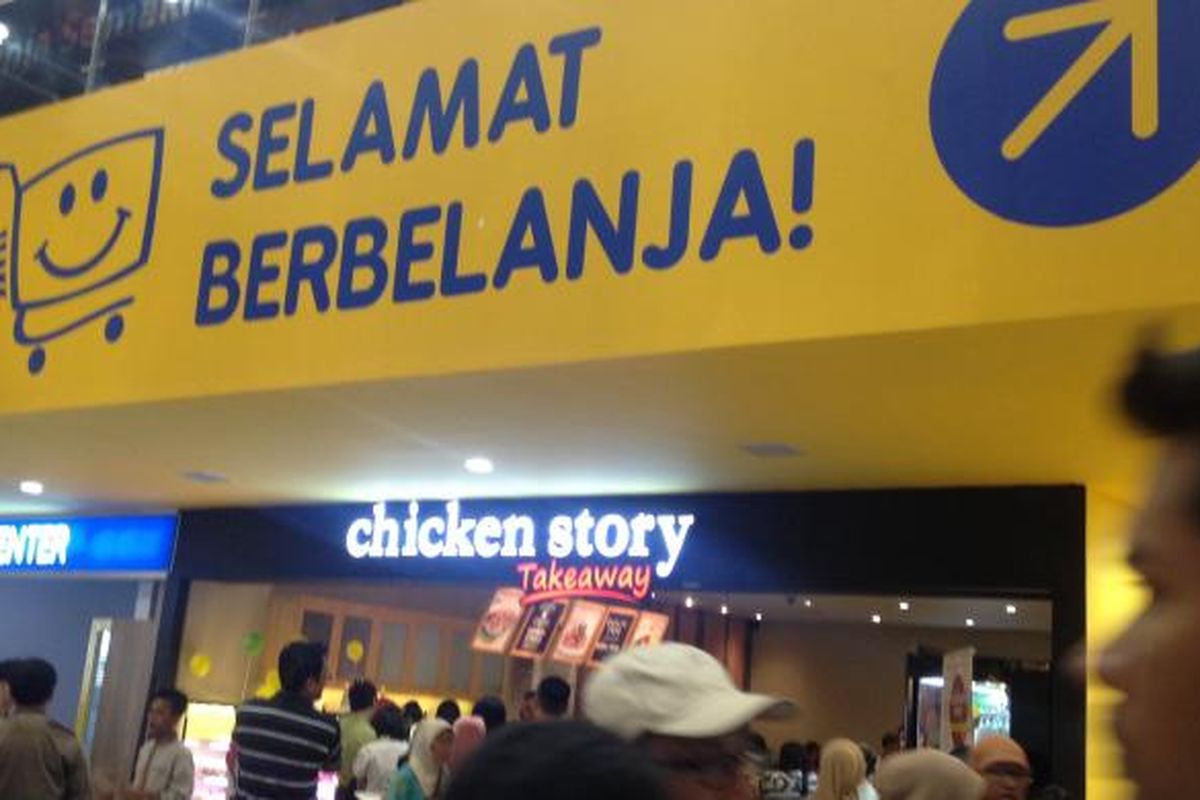 SELAMAT
BERBELANJA!
ENTER
chicken story
Takeaway